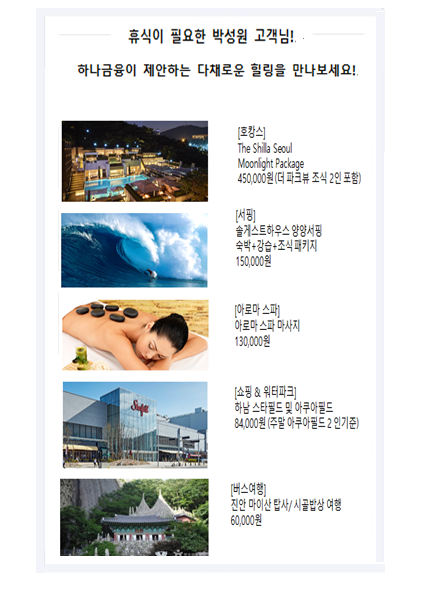 휴식이 필요한 박성원 고객님!
하나금융이 제안하는 다채로운 힐링을 만나보세요!
[호캉스]
The Shilla Seoul
Moonlight Package
450,000원(더 파크뷰 조식 2인 포함)
[서핑]
솔게스트하우스 양양서핑
숙박+강습+조식 파키지
150,000원
[아로마 스파]
아로마 스파 마사지
130,000원
[쇼핑 & 워터파크]
하남 스타필드 및 아쿠아필드
84,000원 (주말 아쿠아필드 2인기준)
[버스여행]
진안 마이산 탑사/ 시골밥상 여행
60,000원